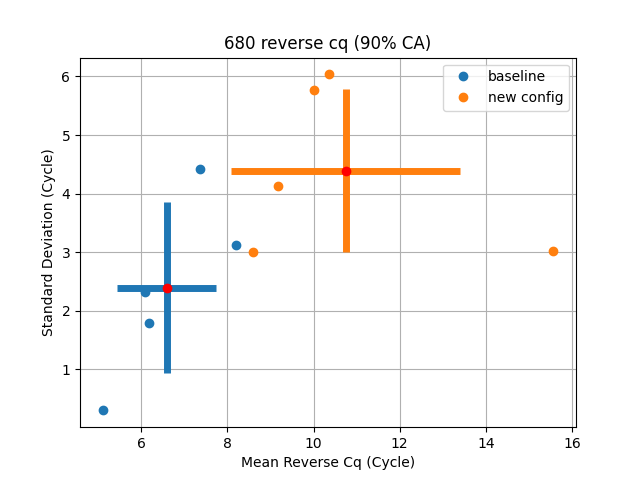 680 reverse cq (90% CA)
baseline
new config
Standard Deviation (Cycle)
6
5
4
3
2
1
6 8 10 12 14 16
Mean Reverse Cq (Cycle)